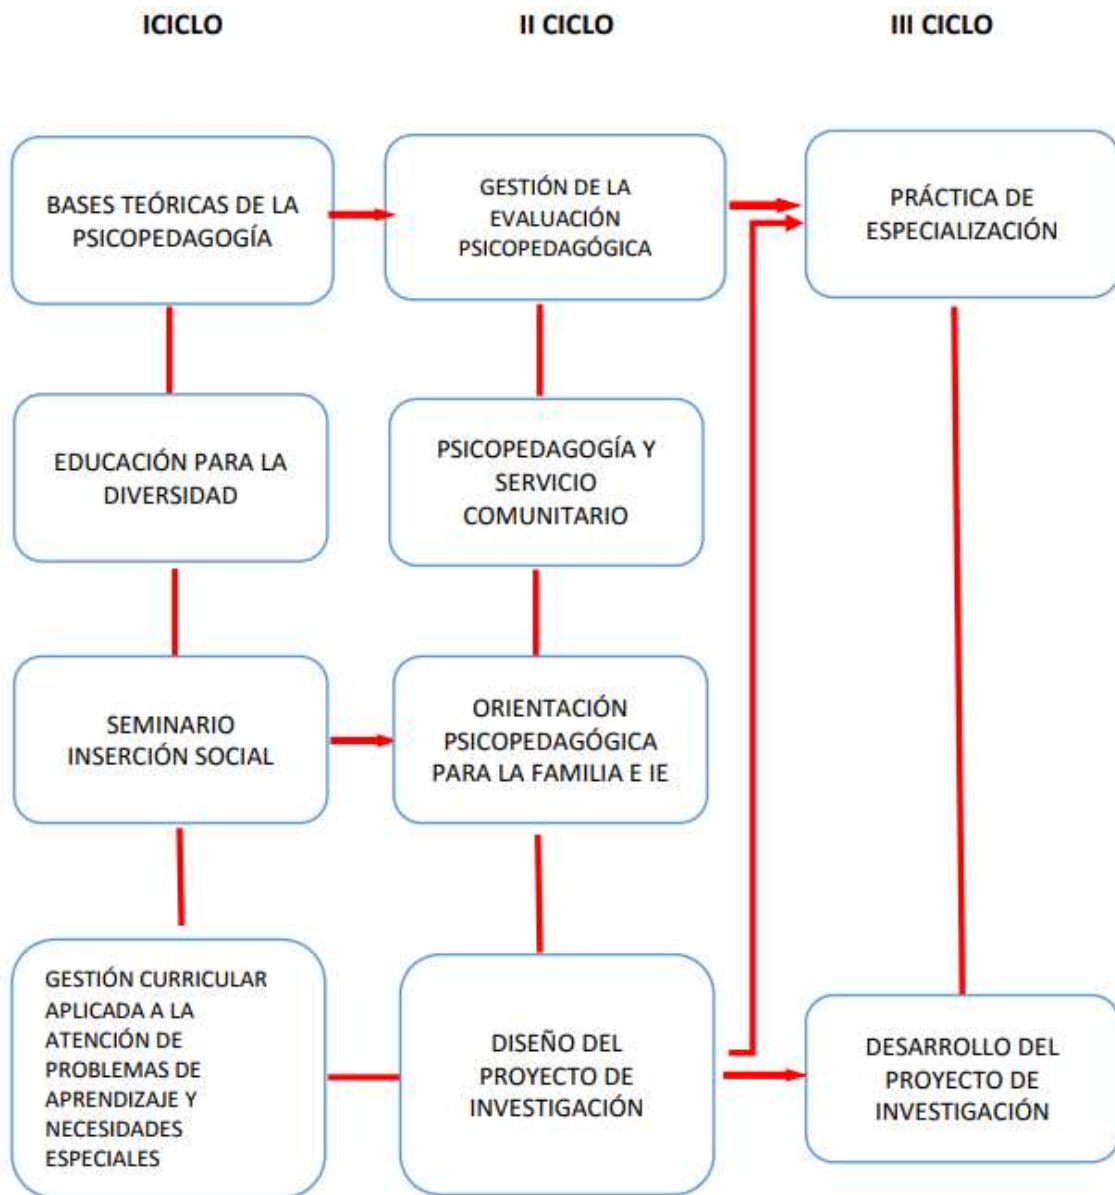 ICICLO
II CICLO
III CICLO
BASES TEÓRICAS DE LA
PSICOPEDAGOGÍA
GESTIÓN DE LA
EVALUACIÓN
PSICOPEDAGÓGICA
PRÁCTICA DE
ESPECIALIZACIÓN
EDUCACIÓN PARA LA
DIVERSIDAD
PSICOPEDAGOGÍA Y
SERVICIO
COMUNITARIO
SEMINARIO
INSERCIÓN SOCIAL
ORIENTACIÓN
PSICOPEDAGÓGICA
PARA LA FAMILIA E IE
GESTIÓN CURRICULAR
APLICADA A LA
ATENCIÓN DE
PROBLEMAS DE
APRENDIZAJE Y
NECESIDADES
ESPECIALES
DISEÑO DEL
PROYECTO DE
INVESTIGACIÓN
DESARROLLO DEL
PROYECTO DE
INVESTIGACIÓN